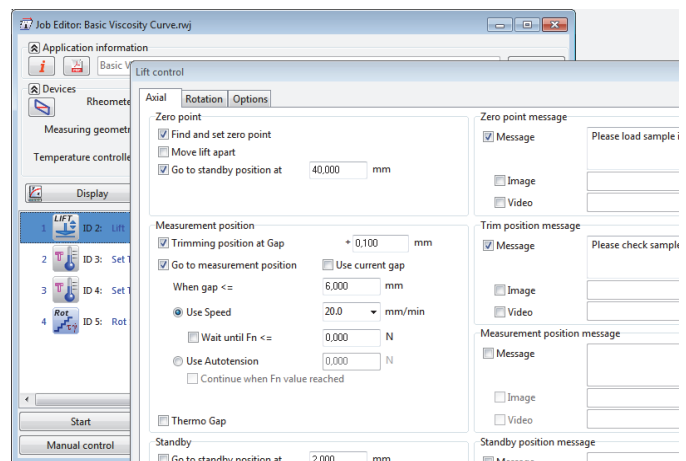 Job Editor: Basic Viscosity Curve.rwj
Application information
i
Basic V
Devices
Rheomete
Measuring geometr
Temperature controlle
Display
1 LIFT ID 2: Lift
2 T ID 3: Set T
3 T ID 4: Set T
4 Rot ID 5: Rot
Start
Manual control
Lift control
Axial Rotation Options
Zero point
Find and set zero point
Move lift apart
Go to standby position at 40,000 mm
Zero point message
Message Please load sample i
Image
Video
Measurement position
Trimming position at Gap + 0,100 mm
Go to measurement position Use current gap
When gap <= 6,000 mm
Use Speed 20.0 mm/min
Wait until Fn <= 0,000 N
Use Autotension 0,000 N
Continue when Fn value reached
Thermo Gap
Trim position message
Message Please check sample
Image
Video
Measurement position message
Message
Image
Video
Standby
Go to standby position at 2,000 mm
Standby position message
Message